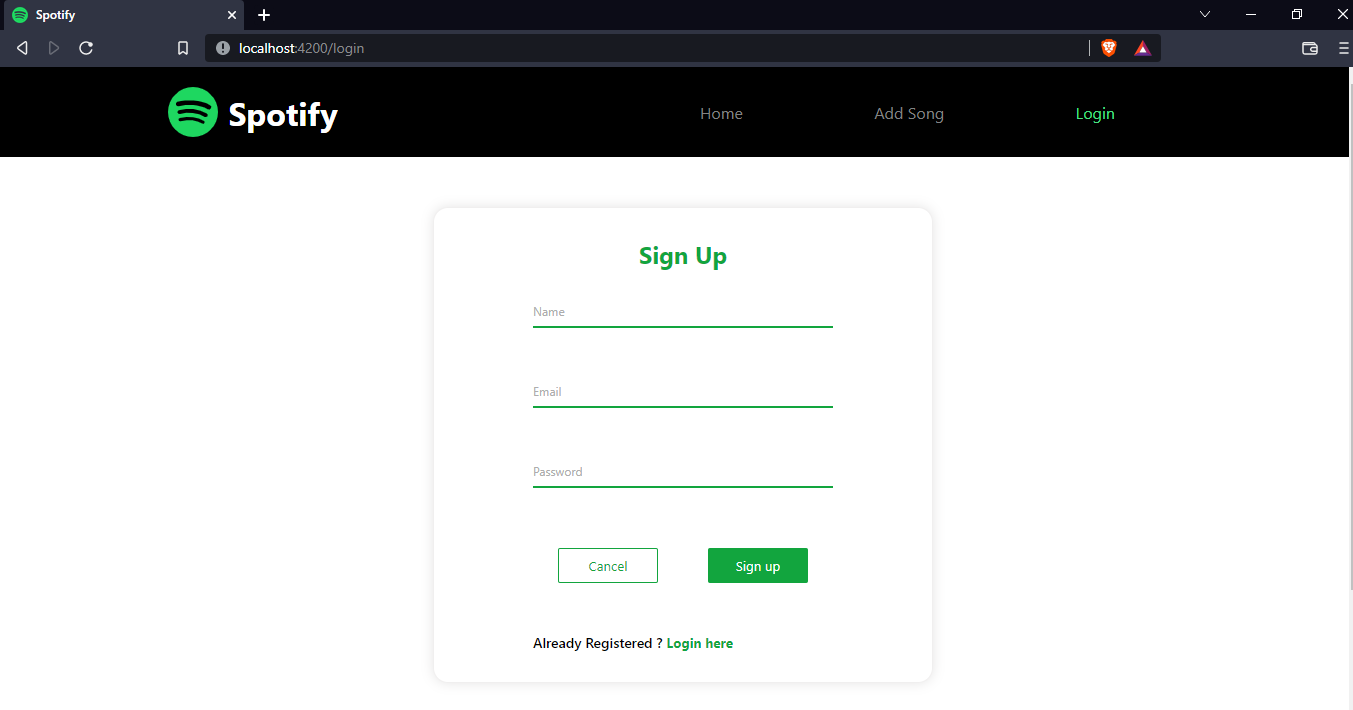 Spotify
localhost:4200/login
Spotify
Home
Add Song
Login
Sign Up
Name
Email
Password
Cancel
Sign up
Already Registered ? Login here